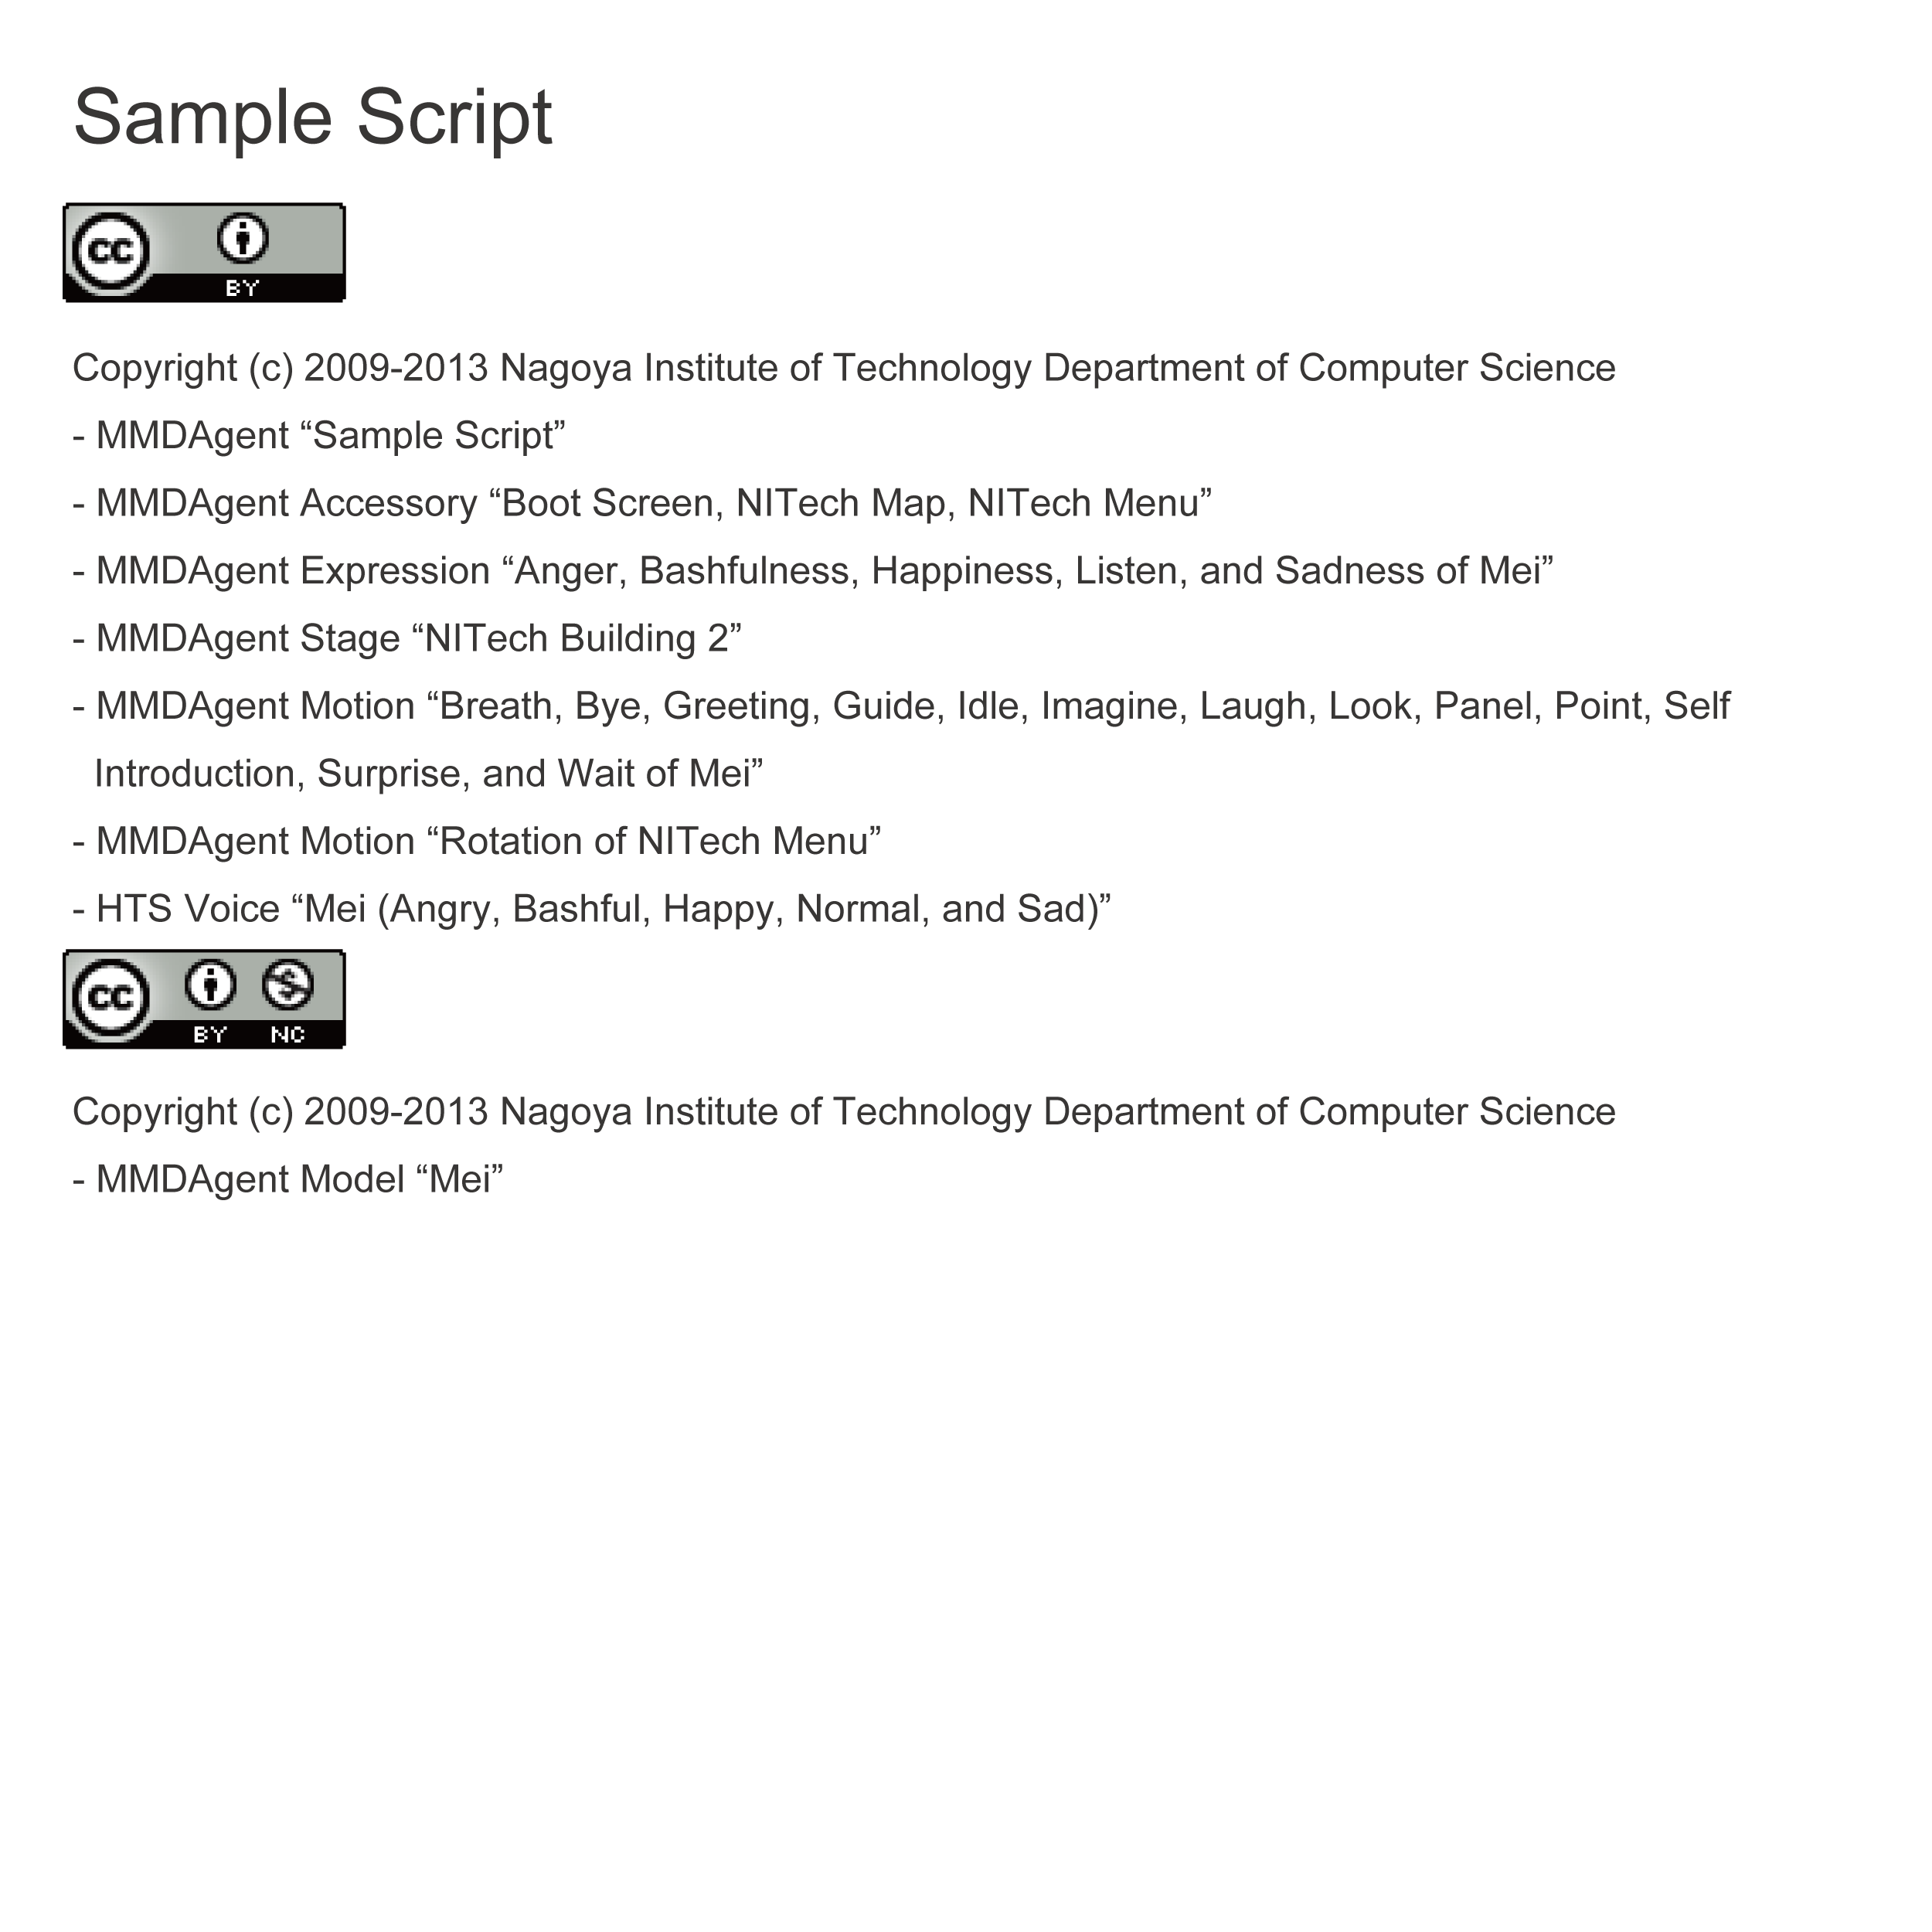 Sample Script
CC BY
Copyright (c) 2009-2013 Nagoya Institute of Technology Department of Computer Science
- MMDAgent “Sample Script”
- MMDAgent Accessory “Boot Screen, NITech Map, NITech Menu”
- MMDAgent Expression “Anger, Bashfulness, Happiness, Listen, and Sadness of Mei”
- MMDAgent Stage “NITech Building 2”
- MMDAgent Motion “Breath, Bye, Greeting, Guide, Idle, Imagine, Laugh, Look, Panel, Point, Self
Introduction, Surprise, and Wait of Mei”
- MMDAgent Motion “Rotation of NITech Menu”
- HTS Voice “Mei (Angry, Bashful, Happy, Normal, and Sad)”
CC BY NC
Copyright (c) 2009-2013 Nagoya Institute of Technology Department of Computer Science
- MMDAgent Model “Mei”